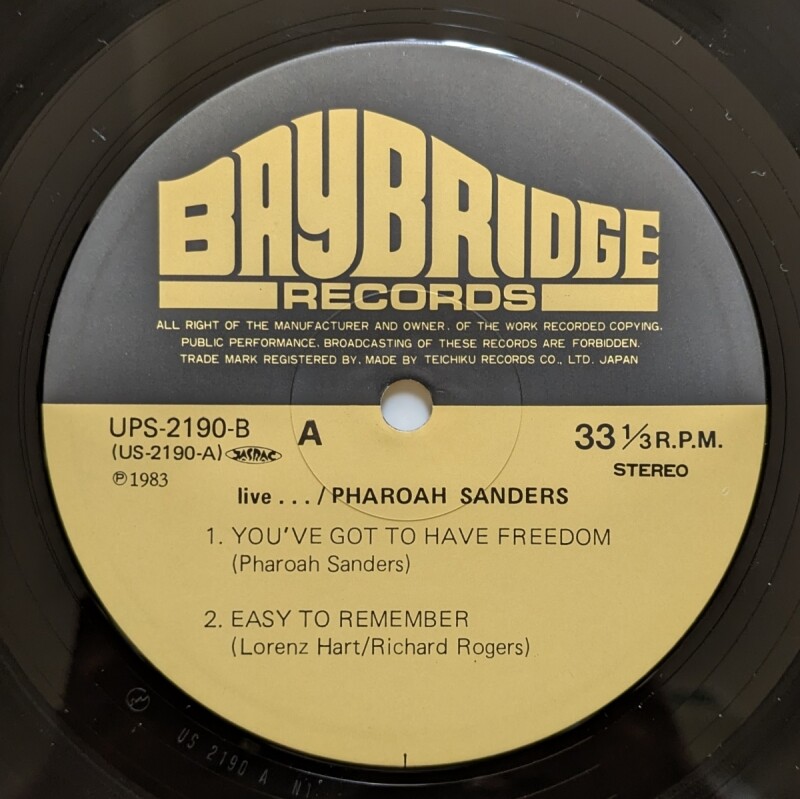 BAYBRIDGE
RECORDS
ALL RIGHT OF THE MANUFACTURER AND OWNER. OF THE WORK RECORDED COPYING.
PUBLIC PERFORMANCE. BROADCASTING OF THESE RECORDS ARE FORBIDDEN.
TRADE MARK REGISTERED BY. MADE BY TEICHIKU RECORDS CO., LTD. JAPAN
UPS-2190-B A 33 1/3 R.P.M.
(US-2190-A) JASRAC STEREO
℗1983
live.../PHAROAH SANDERS
1. YOU'VE GOT TO HAVE FREEDOM
(Pharoah Sanders)
2. EASY TO REMEMBER
(Lorenz Hart/Richard Rogers)
US 2190 A N1